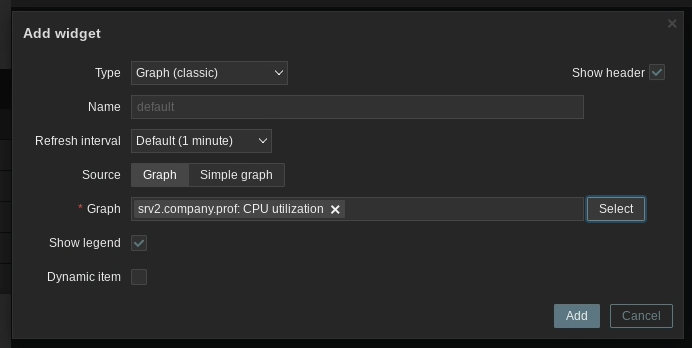 Add widget
Type Graph (classic) Show header
Name default
Refresh interval Default (1 minute)
Source Graph Simple graph
* Graph srv2.company.prof: CPU utilization Select
Show legend
Dynamic item
Add Cancel